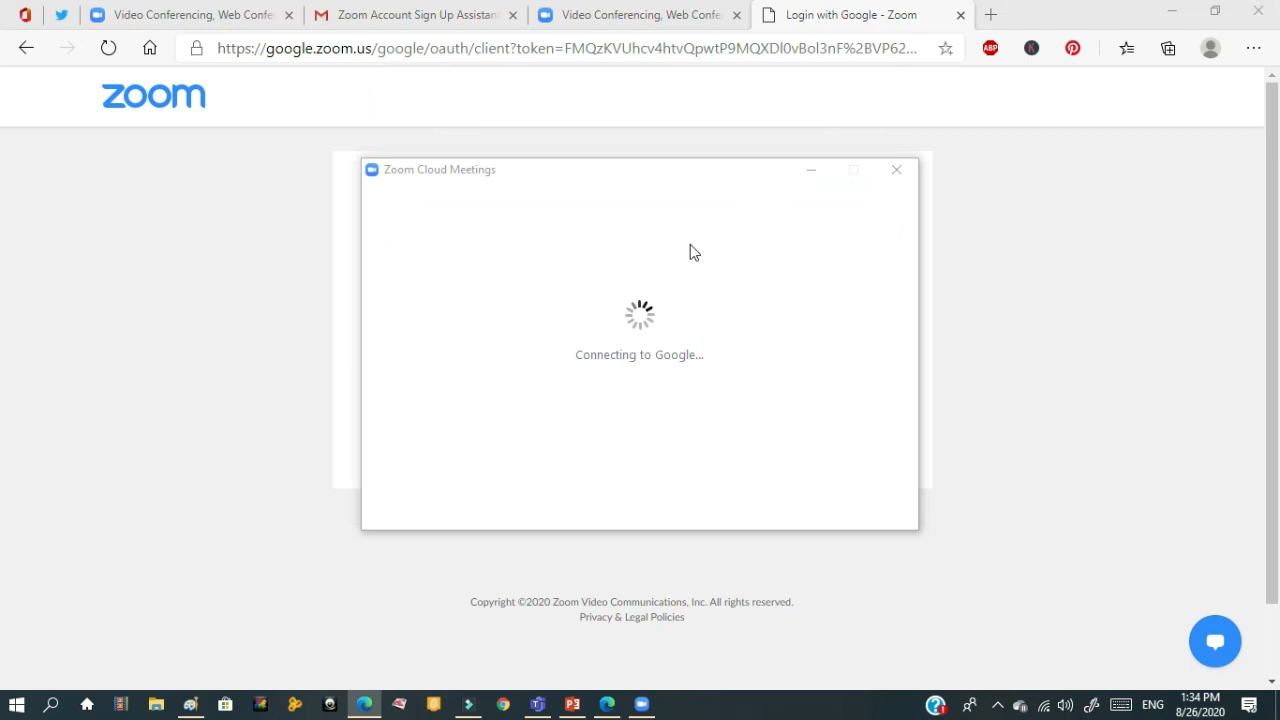 Video Conferencing, Web Confe
Zoom Account Sign Up Assistan
Video Conferencing, Web Confe
Login with Google - Zoom
https://google.zoom.us/google/oauth/client?token=FMQzKVUhcv4htvQpwtP9MQXDl0vBol3nF%2BVP62...
ABP
K
zoom
Zoom Cloud Meetings
Connecting to Google...
Copyright ©2020 Zoom Video Communications, Inc. All rights reserved.
Privacy & Legal Policies
ENG
1:34 PM
8/26/2020